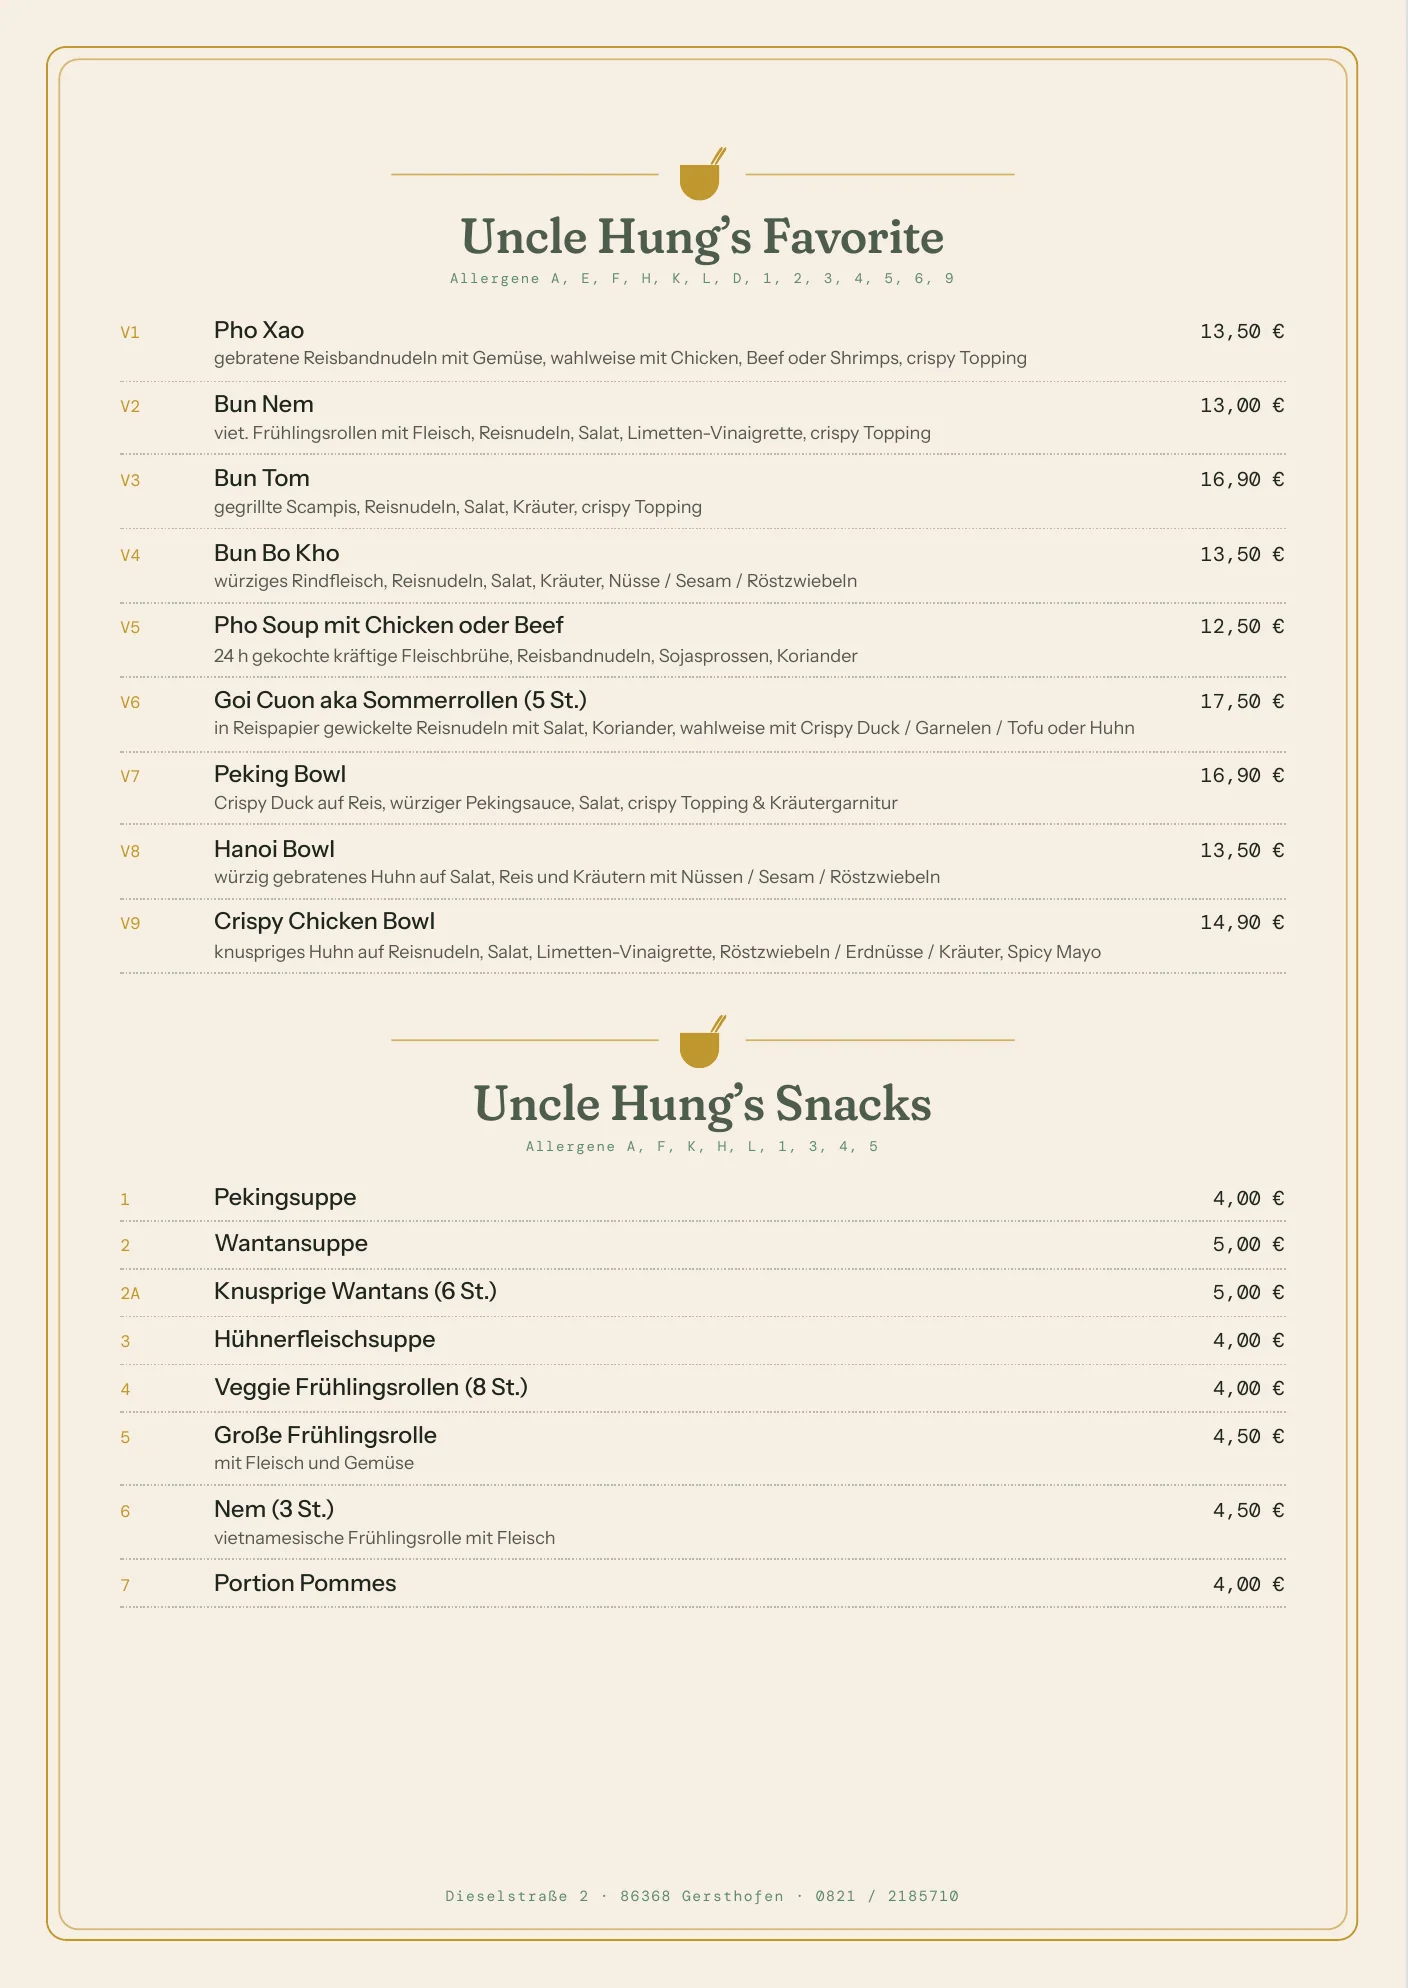 Uncle Hung’s Favorite
Allergene A, E, F, H, K, L, D, 1, 2, 3, 4, 5, 6, 9
V1 Pho Xao 13,50 €
gebratene Reisbandnudeln mit Gemüse, wahlweise mit Chicken, Beef oder Shrimps, crispy Topping
V2 Bun Nem 13,00 €
viet. Frühlingsrollen mit Fleisch, Reisnudeln, Salat, Limetten-Vinaigrette, crispy Topping
V3 Bun Tom 16,90 €
gegrillte Scampis, Reisnudeln, Salat, Kräuter, crispy Topping
V4 Bun Bo Kho 13,50 €
würziges Rindfleisch, Reisnudeln, Salat, Kräuter, Nüsse / Sesam / Röstzwiebeln
V5 Pho Soup mit Chicken oder Beef 12,50 €
24 h gekochte kräftige Fleischbrühe, Reisbandnudeln, Sojasprossen, Koriander
V6 Goi Cuon aka Sommerrollen (5 St.) 17,50 €
in Reispapier gewickelte Reisnudeln mit Salat, Koriander, wahlweise mit Crispy Duck / Garnelen / Tofu oder Huhn
V7 Peking Bowl 16,90 €
Crispy Duck auf Reis, würziger Pekingsauce, Salat, crispy Topping & Kräutergarnitur
V8 Hanoi Bowl 13,50 €
würzig gebratenes Huhn auf Salat, Reis und Kräutern mit Nüssen / Sesam / Röstzwiebeln
V9 Crispy Chicken Bowl 14,90 €
knuspriges Huhn auf Reisnudeln, Salat, Limetten-Vinaigrette, Röstzwiebeln / Erdnüsse / Kräuter, Spicy Mayo
Uncle Hung’s Snacks
Allergene A, F, K, H, L, 1, 3, 4, 5
1 Pekingsuppe 4,00 €
2 Wantansuppe 5,00 €
2A Knusprige Wantans (6 St.) 5,00 €
3 Hühnerfleischsuppe 4,00 €
4 Veggie Frühlingsrollen (8 St.) 4,00 €
5 Große Frühlingsrolle 4,50 €
mit Fleisch und Gemüse
6 Nem (3 St.) 4,50 €
vietnamesische Frühlingsrolle mit Fleisch
7 Portion Pommes 4,00 €
Dieselstraße 2 · 86368 Gersthofen · 0821 / 2185710